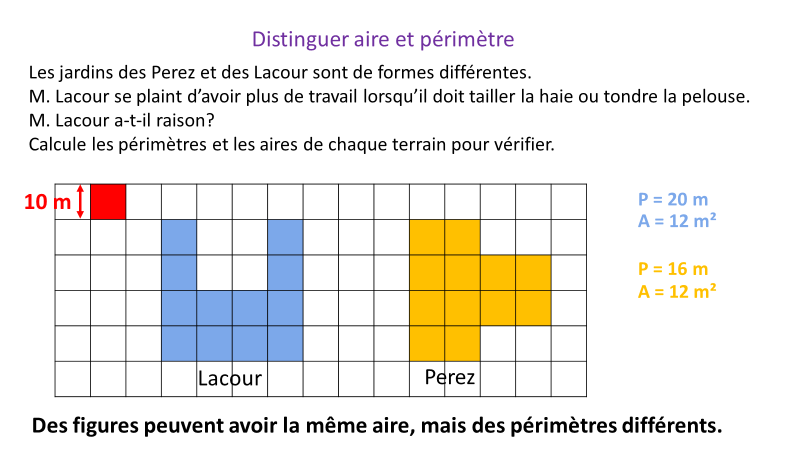 Distinguer aire et périmètre
Les jardins des Perez et des Lacour sont de formes différentes.
M. Lacour se plaint d’avoir plus de travail lorsqu’il doit tailler la haie ou tondre la pelouse.
M. Lacour a-t-il raison?
Calcule les périmètres et les aires de chaque terrain pour vérifier.
10 m
P = 20 m
A = 12 m²
P = 16 m
A = 12 m²
Lacour
Perez
Des figures peuvent avoir la même aire, mais des périmètres différents.